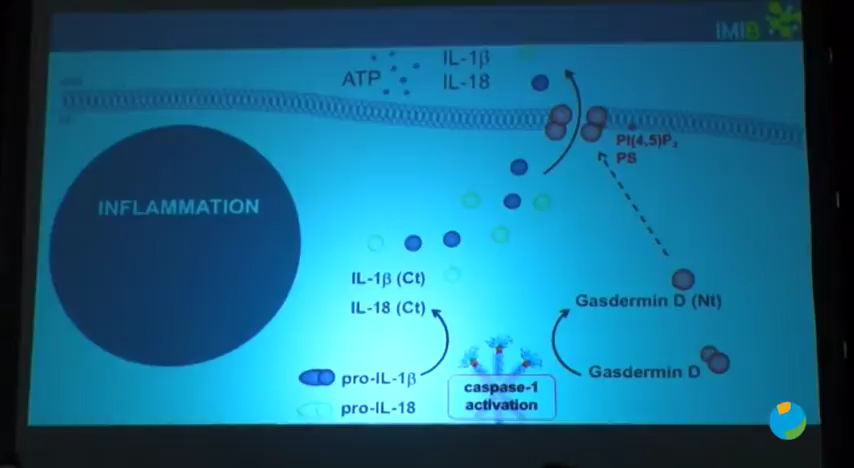 IMIB
IL-1β
ATP
IL-18
PI(4,5)P₂
PS
INFLAMMATION
IL-1β (Ct)
IL-18 (Ct)
Gasdermin D (Nt)
pro-IL-1β
pro-IL-18
caspase-1
activation
Gasdermin D